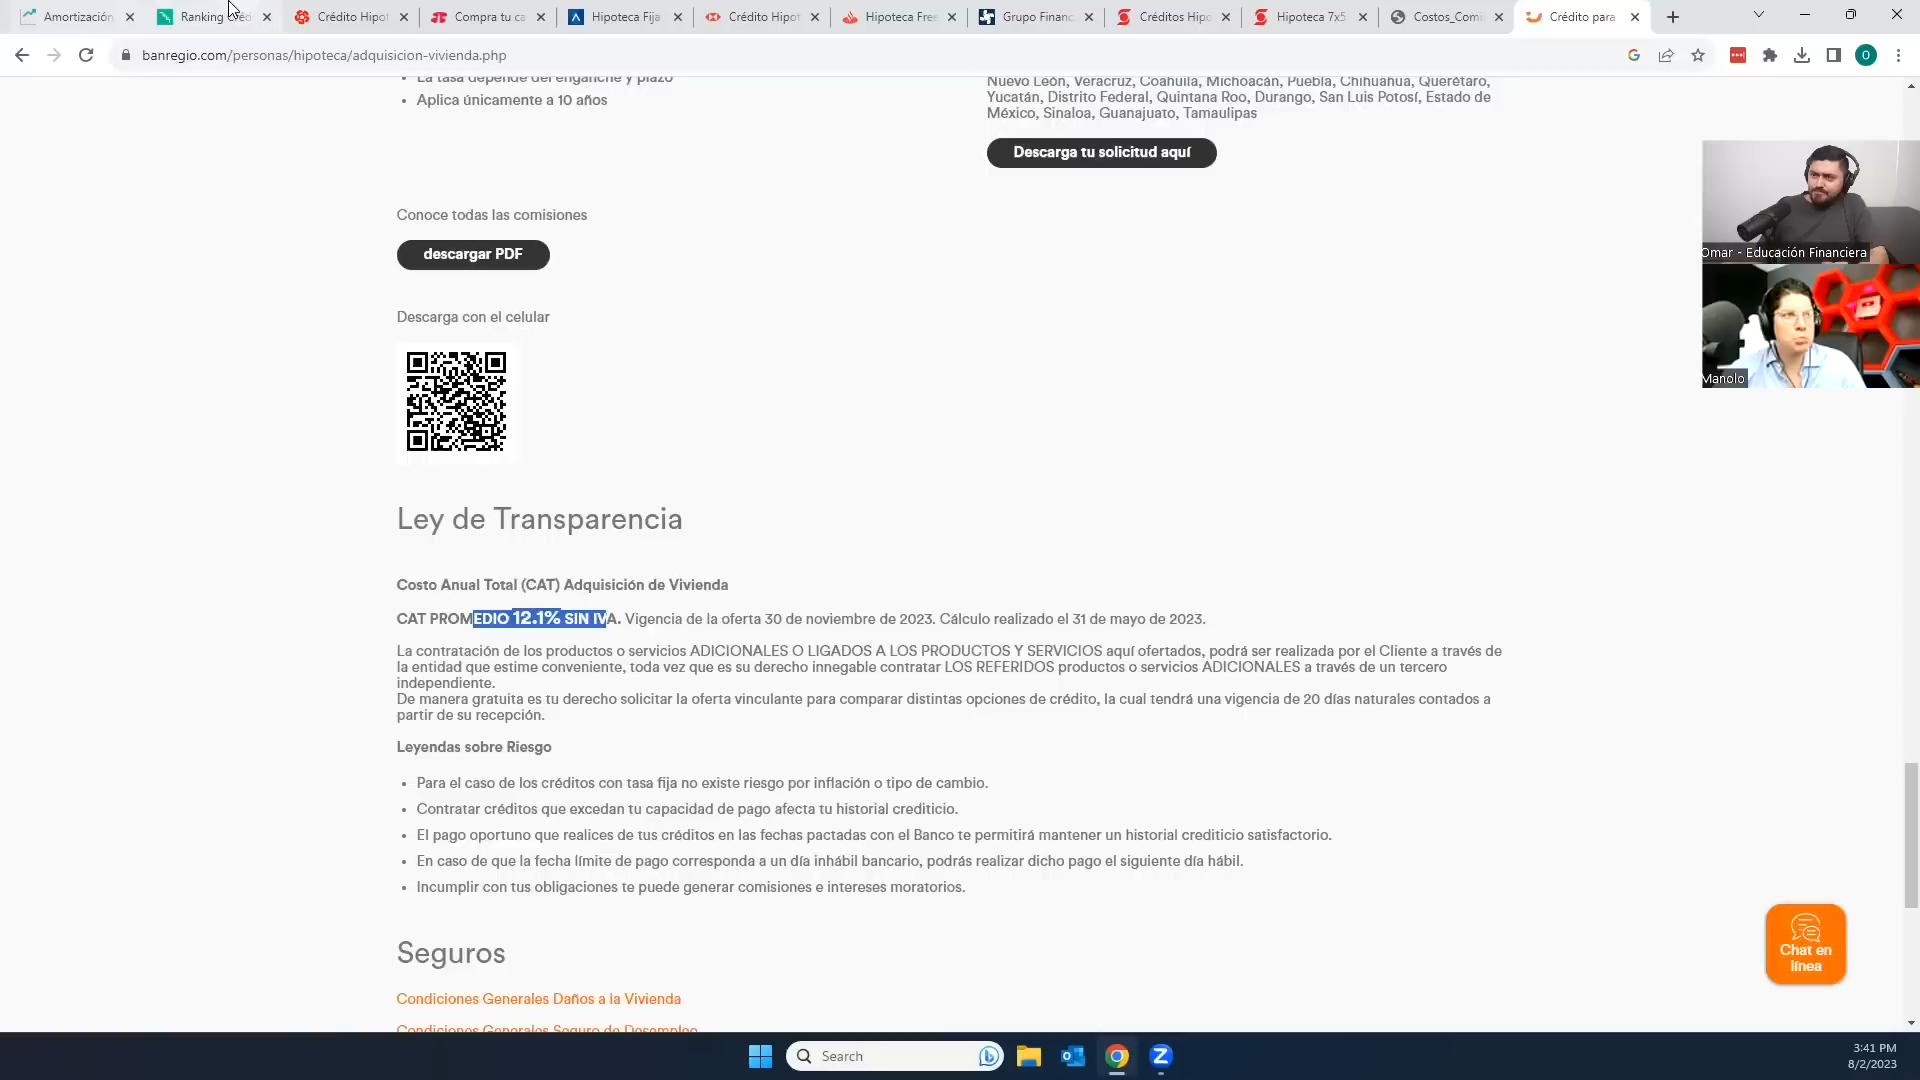 Amortización
Ranking Créd
Crédito Hipot
Compra tu ca
Hipoteca Fija
Crédito Hipot
Hipoteca Free
Grupo Financ
Créditos Hipo
Hipoteca 7x5
Costos_Comi
Crédito para
banregio.com/personas/hipoteca/adquisicion-vivienda.php
La tasa depende del enganche y plazo
Aplica únicamente a 10 años
Nuevo León, Veracruz, Coahuila, Michoacán, Puebla, Chihuahua, Querétaro,
Yucatán, Distrito Federal, Quintana Roo, Durango, San Luis Potosí, Estado de
México, Sinaloa, Guanajuato, Tamaulipas
Descarga tu solicitud aquí
Omar - Educación Financiera
Manolo
Conoce todas las comisiones
descargar PDF
Descarga con el celular
Ley de Transparencia
Costo Anual Total (CAT) Adquisición de Vivienda
CAT PROMEDIO 12.1% SIN IVA. Vigencia de la oferta 30 de noviembre de 2023. Cálculo realizado el 31 de mayo de 2023.
La contratación de los productos o servicios ADICIONALES O LIGADOS A LOS PRODUCTOS Y SERVICIOS aquí ofertados, podrá ser realizada por el Cliente a través de
la entidad que estime conveniente, toda vez que es su derecho innegable contratar LOS REFERIDOS productos o servicios ADICIONALES a través de un tercero
independiente.
De manera gratuita es tu derecho solicitar la oferta vinculante para comparar distintas opciones de crédito, la cual tendrá una vigencia de 20 días naturales contados a
partir de su recepción.
Leyendas sobre Riesgo
Para el caso de los créditos con tasa fija no existe riesgo por inflación o tipo de cambio.
Contratar créditos que excedan tu capacidad de pago afecta tu historial crediticio.
El pago oportuno que realices de tus créditos en las fechas pactadas con el Banco te permitirá mantener un historial crediticio satisfactorio.
En caso de que la fecha límite de pago corresponda a un día inhábil bancario, podrás realizar dicho pago el siguiente día hábil.
Incumplir con tus obligaciones te puede generar comisiones e intereses moratorios.
Chat en
línea
Seguros
Condiciones Generales Daños a la Vivienda
Condiciones Generales Seguro de Desempleo
Search
3:41 PM
8/2/2023